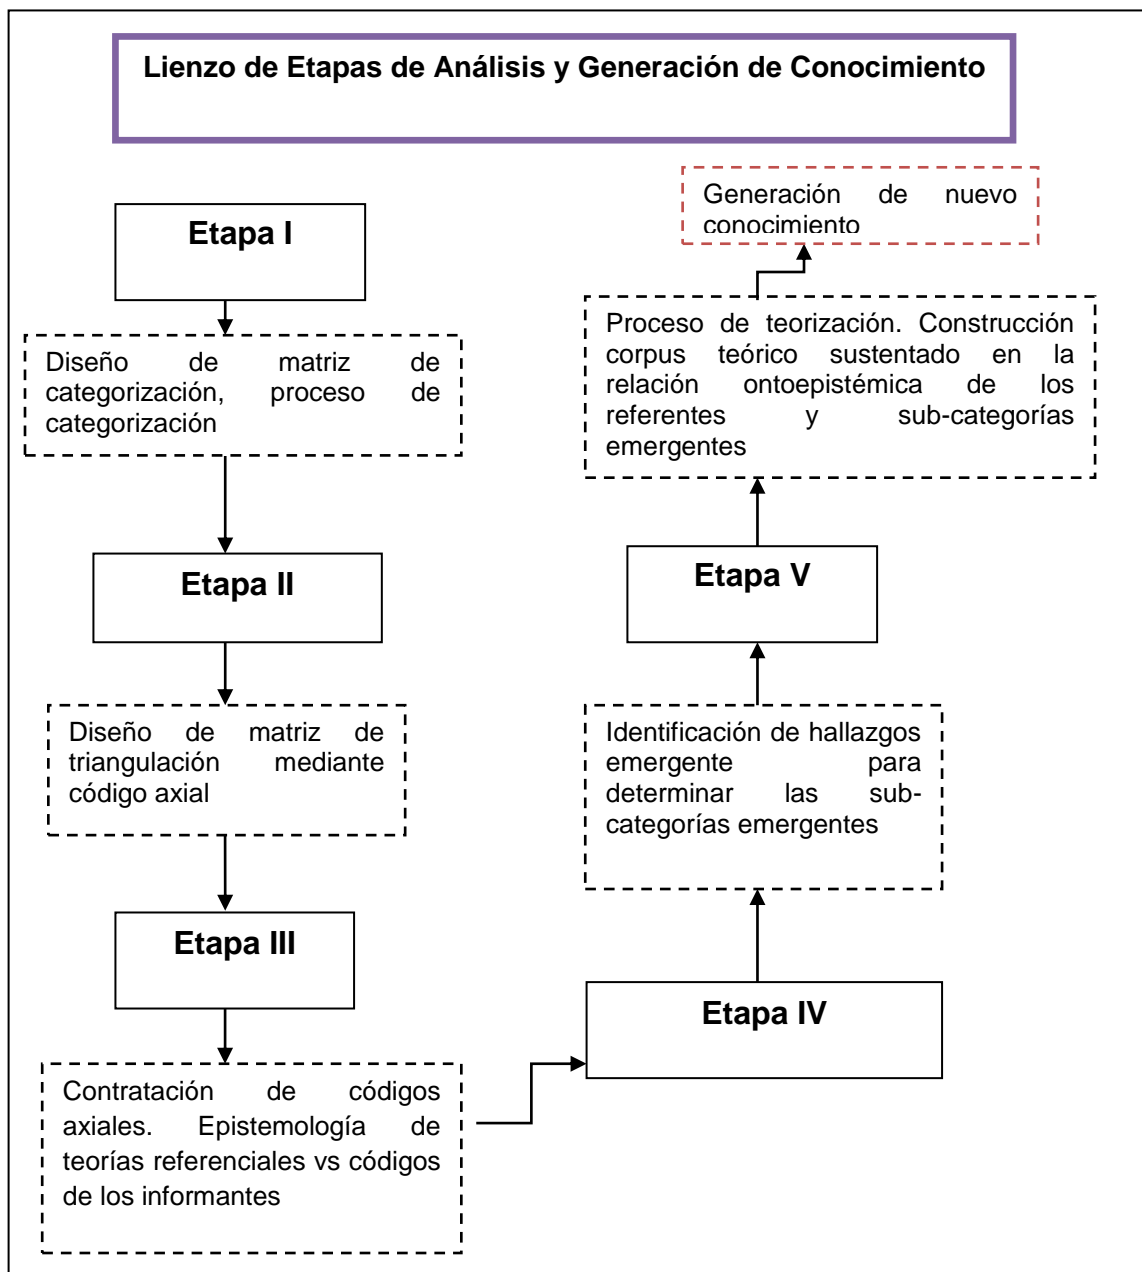 Lienzo de Etapas de Análisis y Generación de Conocimiento
Etapa I
Diseño de matriz de
categorización, proceso de
categorización
Etapa II
Diseño de matriz de
triangulación mediante
código axial
Etapa III
Contratación de códigos
axiales. Epistemología de
teorías referenciales vs códigos
de los informantes
Etapa IV
Identificación de hallazgos
emergente para
determinar las sub-
categorías emergentes
Etapa V
Proceso de teorización. Construcción
corpus teórico sustentado en la
relación ontoepistémica de los
referentes y sub-categorías
emergentes
Generación de nuevo
conocimiento